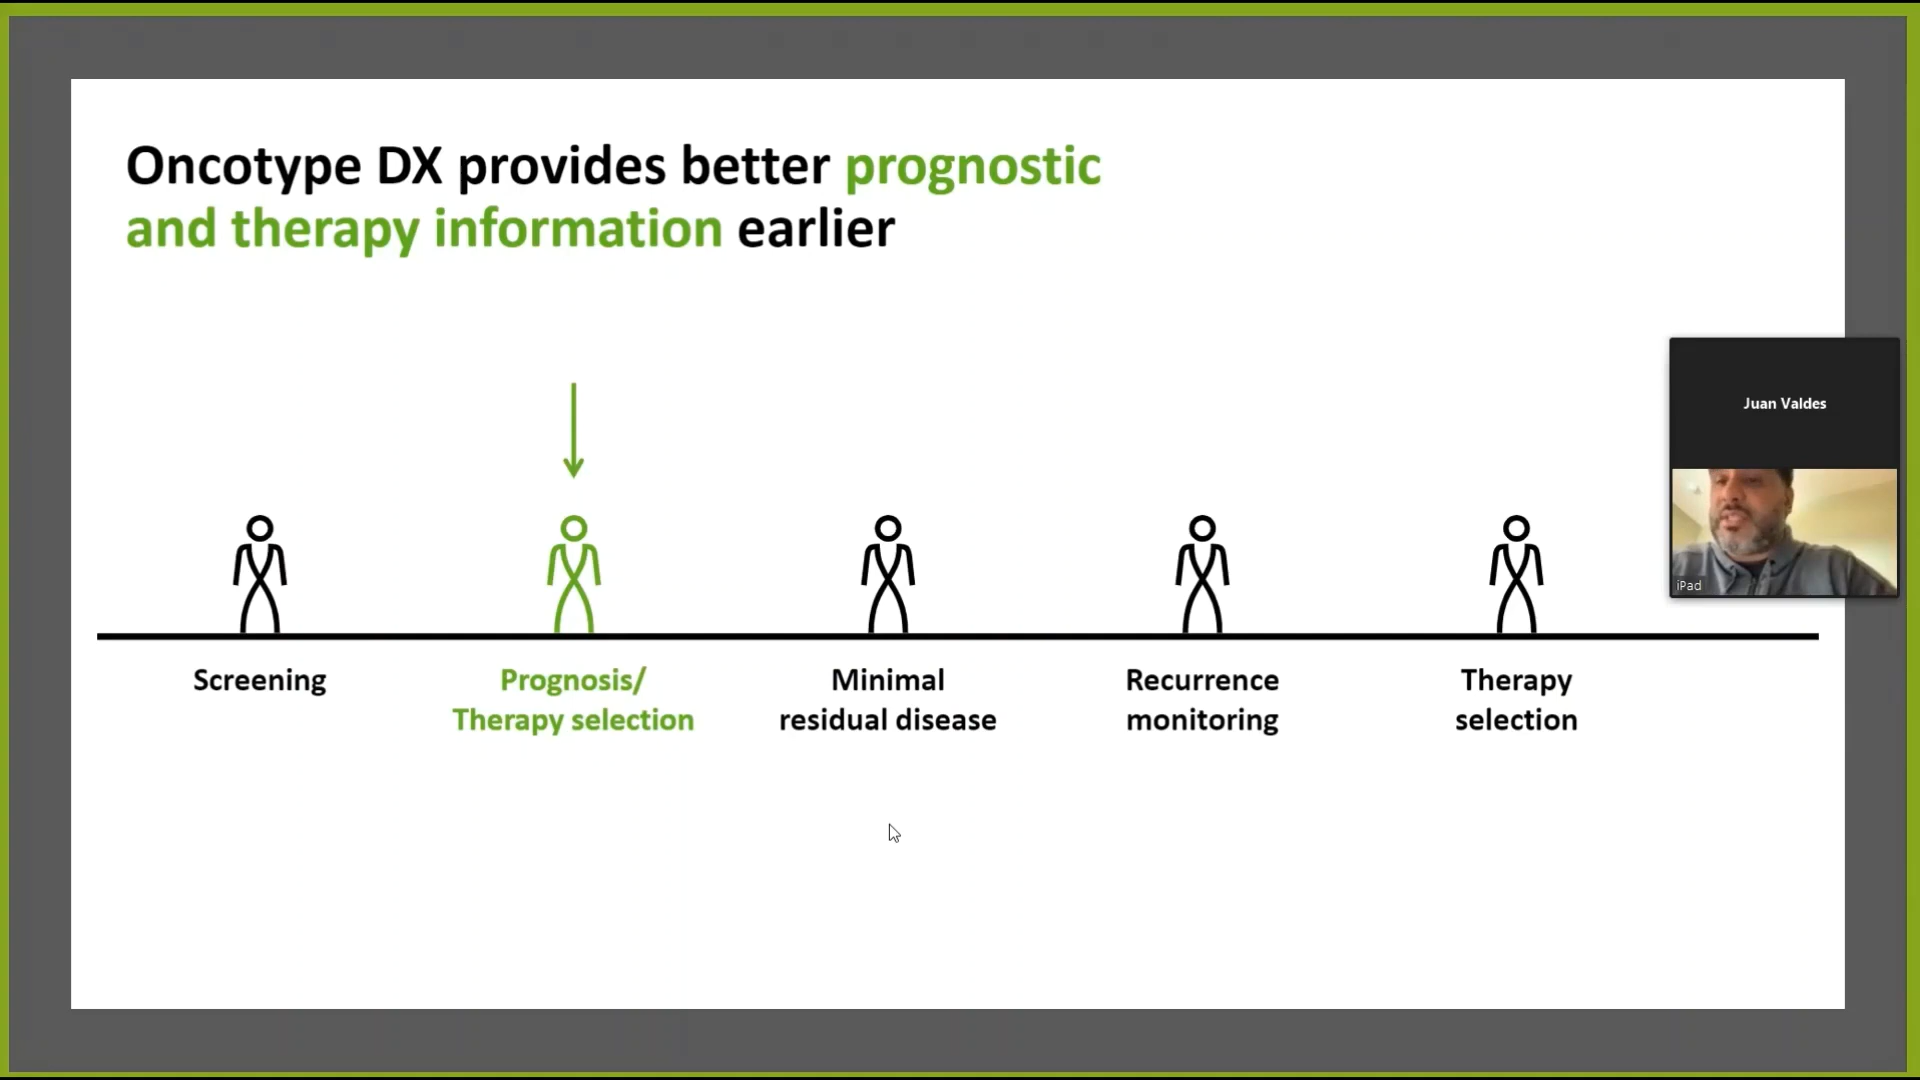 Oncotype DX provides better prognostic
and therapy information earlier
Juan Valdes
iPad
Screening
Prognosis/
Therapy selection
Minimal
residual disease
Recurrence
monitoring
Therapy
selection